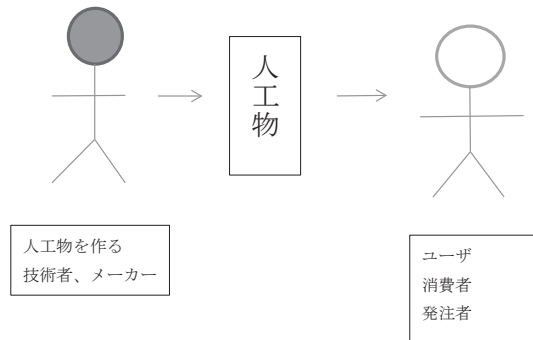 人工物
人工物を作る
技術者、メーカー
ユーザ
消費者
発注者